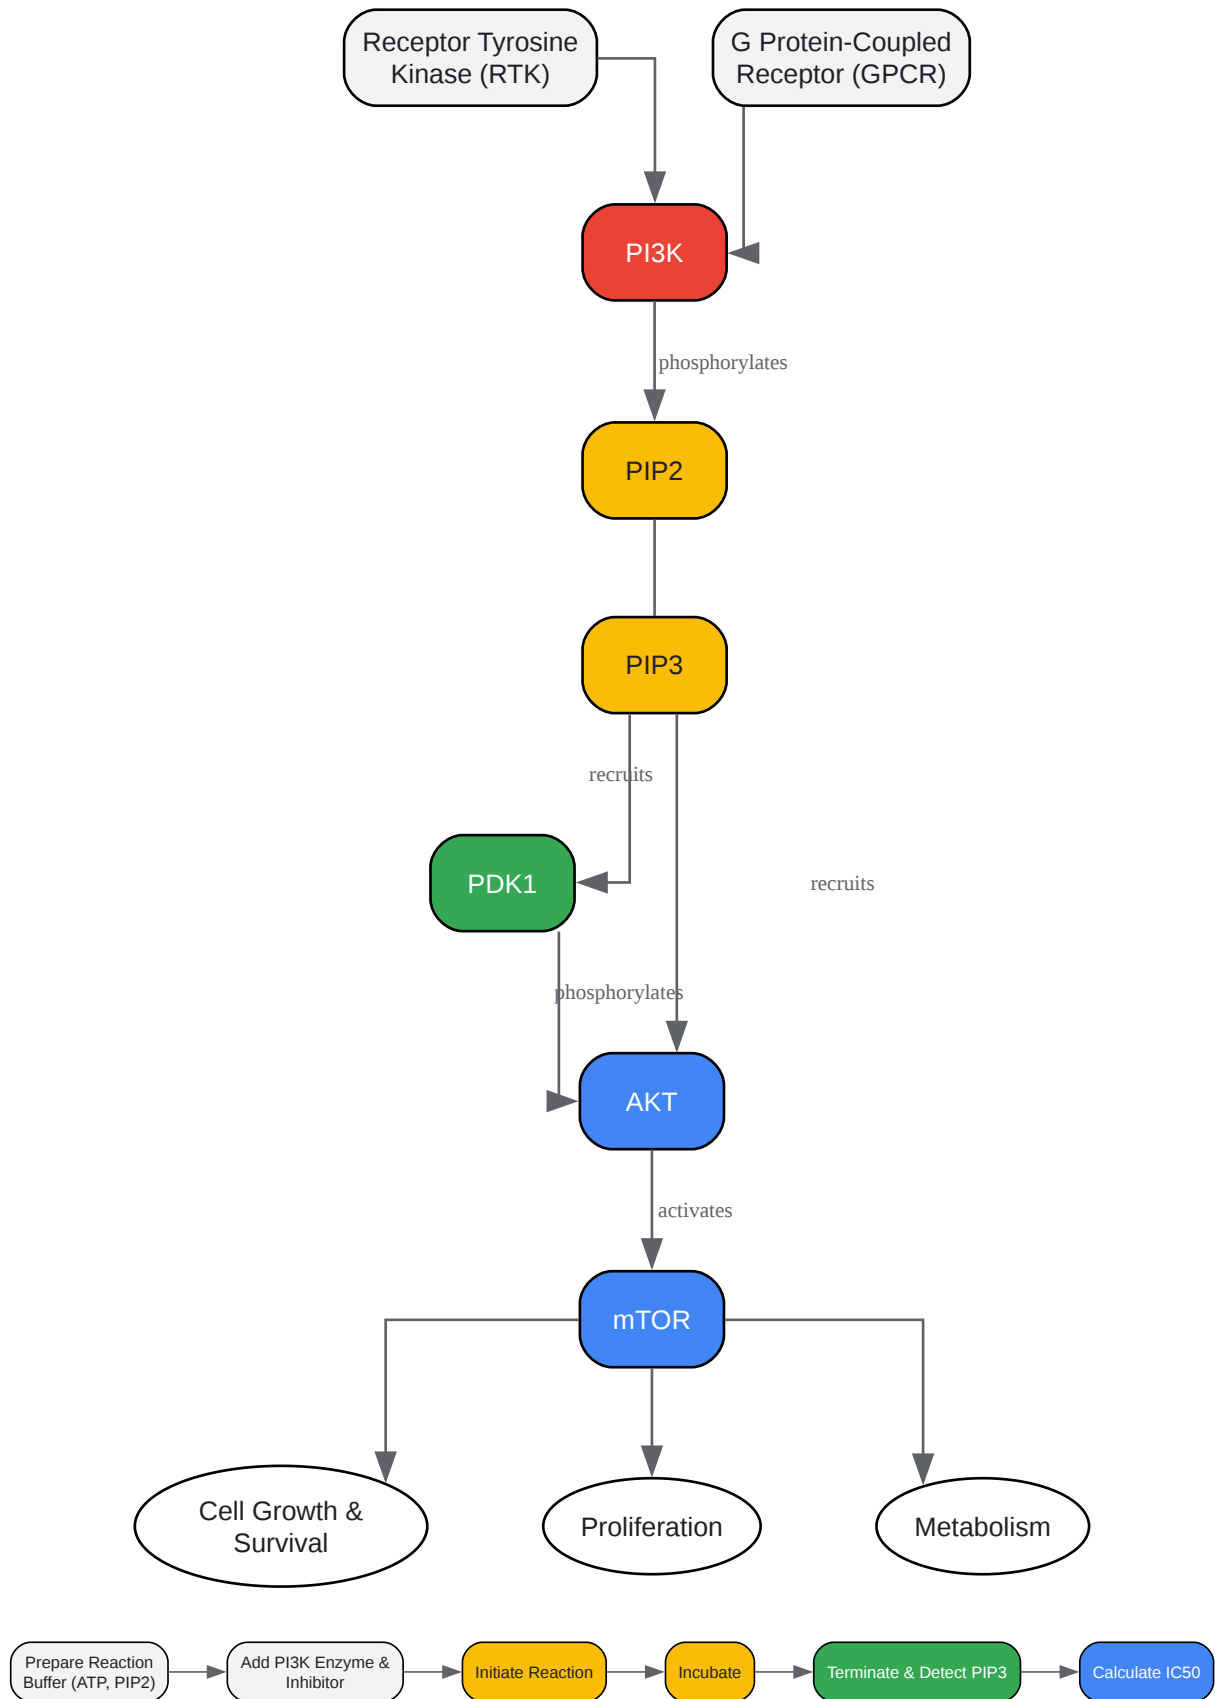 Receptor Tyrosine
Kinase (RTK)
G Protein-Coupled
Receptor (GPCR)
PI3K
phosphorylates
PIP2
PIP3
recruits
PDK1
recruits
phosphorylates
AKT
activates
mTOR
Cell Growth &
Survival
Proliferation
Metabolism
Prepare Reaction
Buffer (ATP, PIP2)
Add PI3K Enzyme &
Inhibitor
Initiate Reaction
Incubate
Terminate & Detect PIP3
Calculate IC50